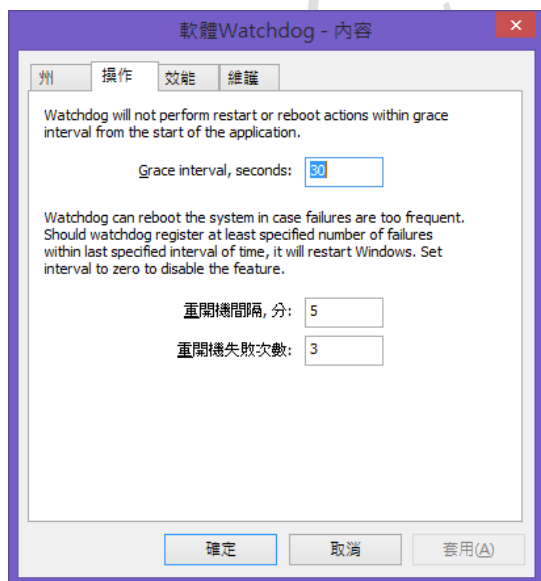 軟體Watchdog - 內容
州 操作 效能 維護
Watchdog will not perform restart or reboot actions within grace
interval from the start of the application.
Grace interval, seconds: 30
Watchdog can reboot the system in case failures are too frequent.
Should watchdog register at least specified number of failures
within last specified interval of time, it will restart Windows. Set
interval to zero to disable the feature.
重開機間隔, 分: 5
重開機失敗次數: 3
確定 取消 套用(A)